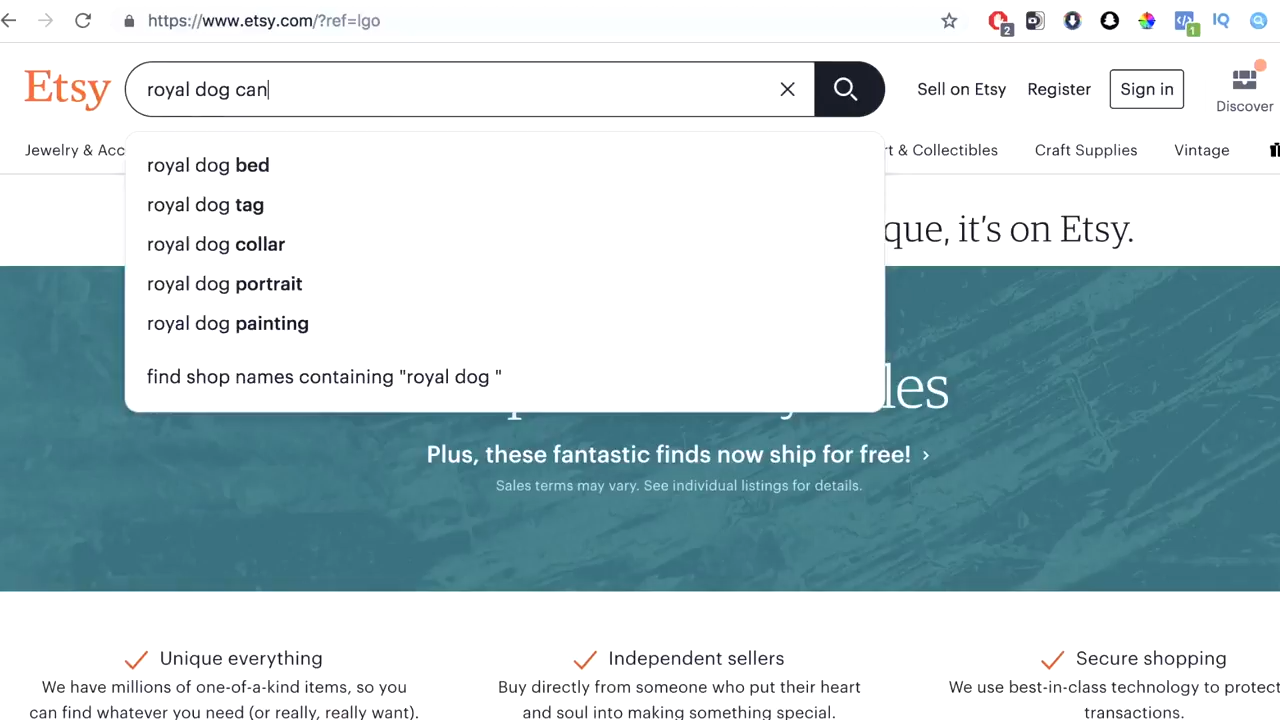 https://www.etsy.com/?ref=lgo
2
1
IQ
Etsy
royal dog can
Sell on Etsy
Register
Sign in
Discover
Jewelry & Acc
t & Collectibles
Craft Supplies
Vintage
royal dog bed
royal dog tag
royal dog collar
royal dog portrait
royal dog painting
find shop names containing "royal dog "
que, it's on Etsy.
les
Plus, these fantastic finds now ship for free! ›
Sales terms may vary. See individual listings for details.
Unique everything
We have millions of one-of-a-kind items, so you
can find whatever you need (or really, really want).
Independent sellers
Buy directly from someone who put their heart
and soul into making something special.
Secure shopping
We use best-in-class technology to protect
transactions.